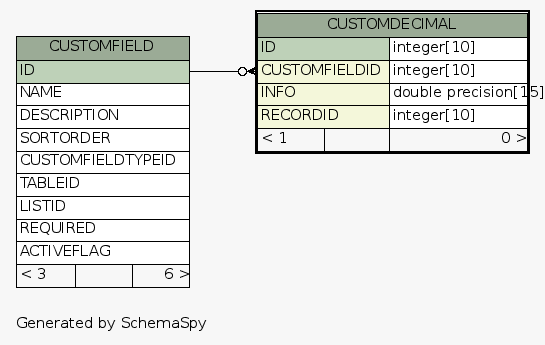 CUSTOMFIELD
ID
NAME
DESCRIPTION
SORTORDER
CUSTOMFIELDTYPEID
TABLEID
LISTID
REQUIRED
ACTIVEFLAG
< 3 6 >
CUSTOMDECIMAL
ID integer[10]
CUSTOMFIELDID integer[10]
INFO double precision[15]
RECORDID integer[10]
< 1 0 >
Generated by SchemaSpy